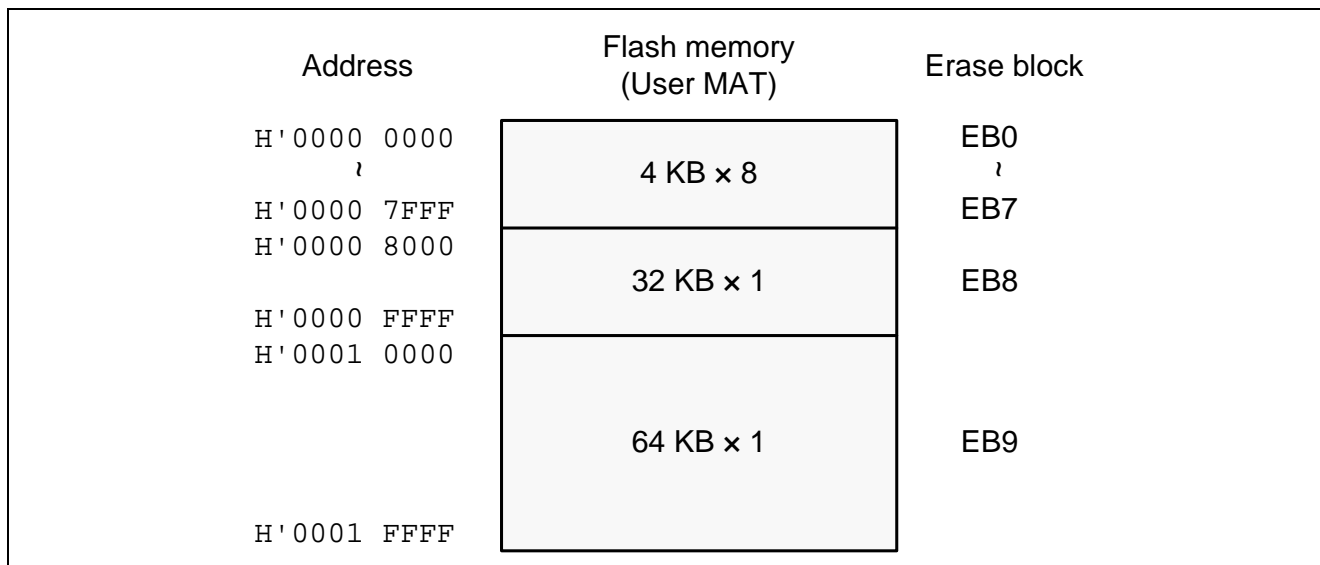 Address Flash memory (User MAT) Erase block
H'0000 0000 EB0
~ 4 KB × 8 ~
H'0000 7FFF EB7
H'0000 8000
32 KB × 1 EB8
H'0000 FFFF
H'0001 0000
64 KB × 1 EB9
H'0001 FFFF